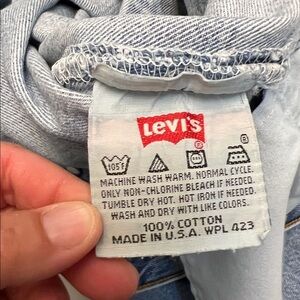 LEVI'S
®
105F
MACHINE WASH WARM. NORMAL CYCLE.
ONLY NON-CHLORINE BLEACH IF NEEDED.
TUMBLE DRY HOT. HOT IRON IF NEEDED.
WASH AND DRY WITH LIKE COLORS.
100% COTTON
MADE IN U.S.A. WPL 423